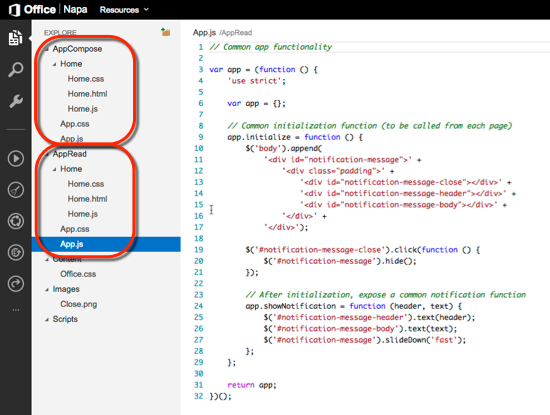 Office Napa Resources
EXPLORE
AppCompose
Home
Home.css
Home.html
Home.js
App.css
App.js
AppRead
Home
Home.css
Home.html
Home.js
App.css
App.js
Content
Office.css
Images
Close.png
Scripts
...
App.js /AppRead
1 // Common app functionality
2
3 var app = (function () {
4     'use strict';
5
6     var app = {};
7
8     // Common initialization function (to be called from each page)
9     app.initialize = function () {
10         $('body').append(
11             '<div id="notification-message">' +
12                 '<div class="padding">' +
13                     '<div id="notification-message-close"></div>' +
14                     '<div id="notification-message-header"></div>' +
15                     '<div id="notification-message-body"></div>' +
16                 '</div>' +
17             '</div>');
18
19         $('#notification-message-close').click(function () {
20             $('#notification-message').hide();
21         });
22
23         // After initialization, expose a common notification function
24         app.showNotification = function (header, text) {
25             $('#notification-message-header').text(header);
26             $('#notification-message-body').text(text);
27             $('#notification-message').slideDown('fast');
28         };
29     };
30
31     return app;
32 })();